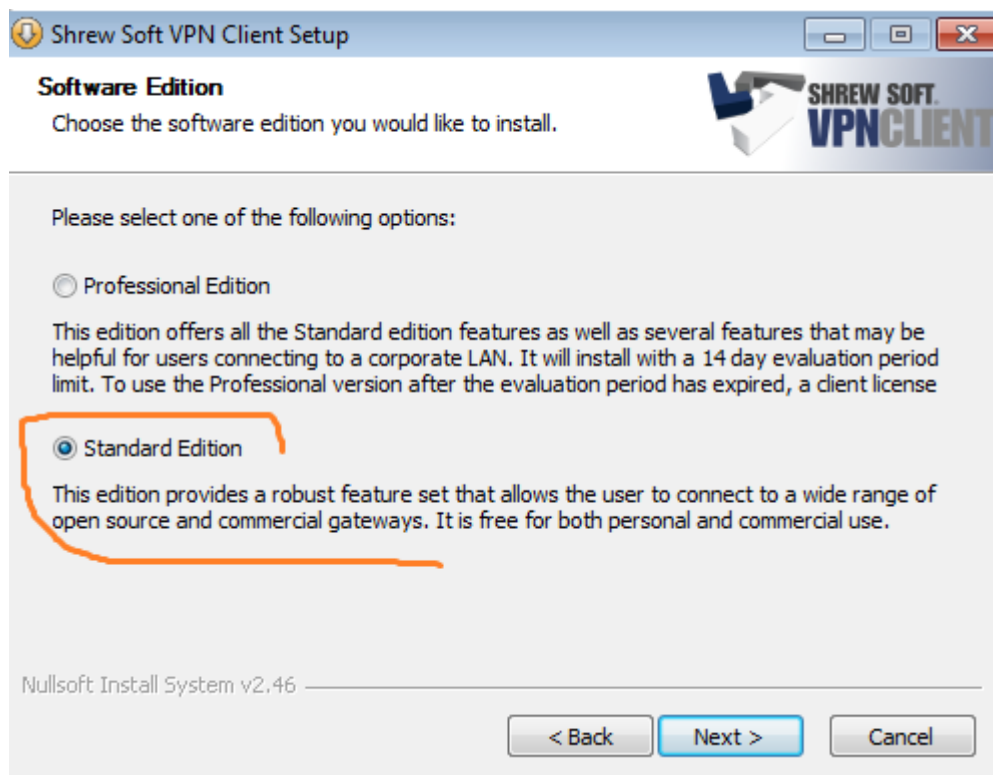 Shrew Soft VPN Client Setup
Software Edition
Choose the software edition you would like to install.
SHREW SOFT.
VPNCLIENT
Please select one of the following options:
Professional Edition
This edition offers all the Standard edition features as well as several features that may be
helpful for users connecting to a corporate LAN. It will install with a 14 day evaluation period
limit. To use the Professional version after the evaluation period has expired, a client license
Standard Edition
This edition provides a robust feature set that allows the user to connect to a wide range of
open source and commercial gateways. It is free for both personal and commercial use.
Nullsoft Install System v2.46
< Back
Next >
Cancel